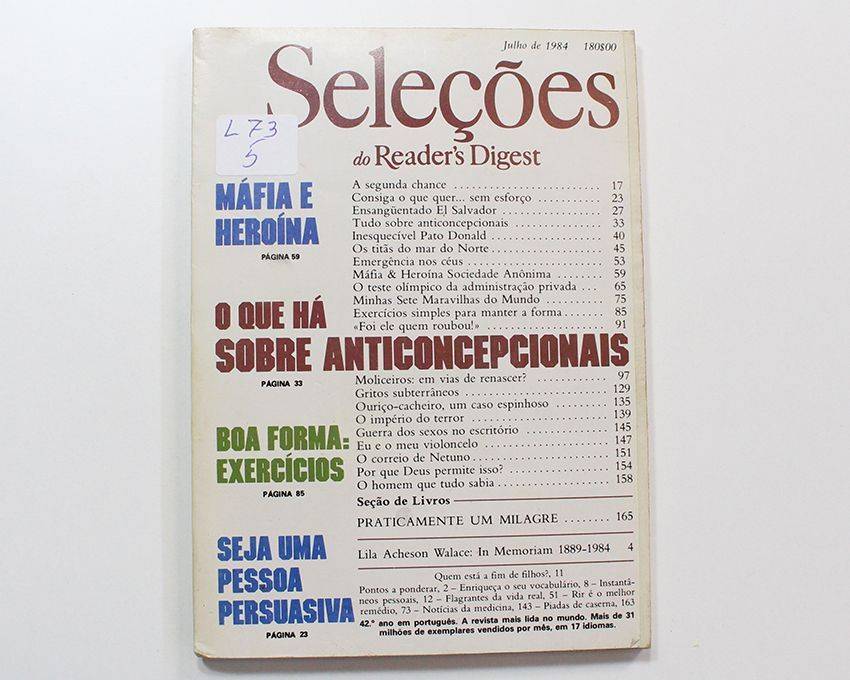 Julho de 1984 180$00
Seleções
do Reader's Digest
L 73
5
MÁFIA E
HEROÍNA
PÁGINA 59
O QUE HÁ
SOBRE ANTICONCEPCIONAIS
PÁGINA 33
BOA FORMA:
EXERCÍCIOS
PÁGINA 85
SEJA UMA
PESSOA
PERSUASIVA
PÁGINA 23
A segunda chance .................... 17
Consiga o que quer... sem esforço ........... 23
Ensangüentado El Salvador ............... 27
Tudo sobre anticoncepcionais .............. 33
Inesquecível Pato Donald ................. 40
Os titãs do mar do Norte ................. 45
Emergência nos céus .................... 53
Máfia & Heroína Sociedade Anônima ....... 59
O teste olímpico da administração privada ... 65
Minhas Sete Maravilhas do Mundo ......... 75
Exercícios simples para manter a forma ...... 85
«Foi ele quem roubou!» ................. 91
Moliceiros: em vias de renascer? .......... 97
Gritos subterrâneos ..................... 129
Ouriço-cacheiro, um caso espinhoso ........ 135
O império do terror .................... 139
Guerra dos sexos no escritório ............ 145
Eu e o meu violoncelo .................. 147
O correio de Netuno .................... 151
Por que Deus permite isso? .............. 154
O homem que tudo sabia ................ 158
Seção de Livros
PRATICAMENTE UM MILAGRE ........ 165
Lila Acheson Walace: In Memoriam 1889-1984 4
Quem está a fim de filhos?, 11
Pontos a ponderar, 2 – Enriqueça o seu vocabulário, 8 – Instantâ-
neos pessoais, 12 – Flagrantes da vida real, 51 – Rir é o melhor
remédio, 73 – Notícias da medicina, 143 – Piadas de caserna, 163
42.º ano em português. A revista mais lida no mundo. Mais de 31
milhões de exemplares vendidos por mês, em 17 idiomas.